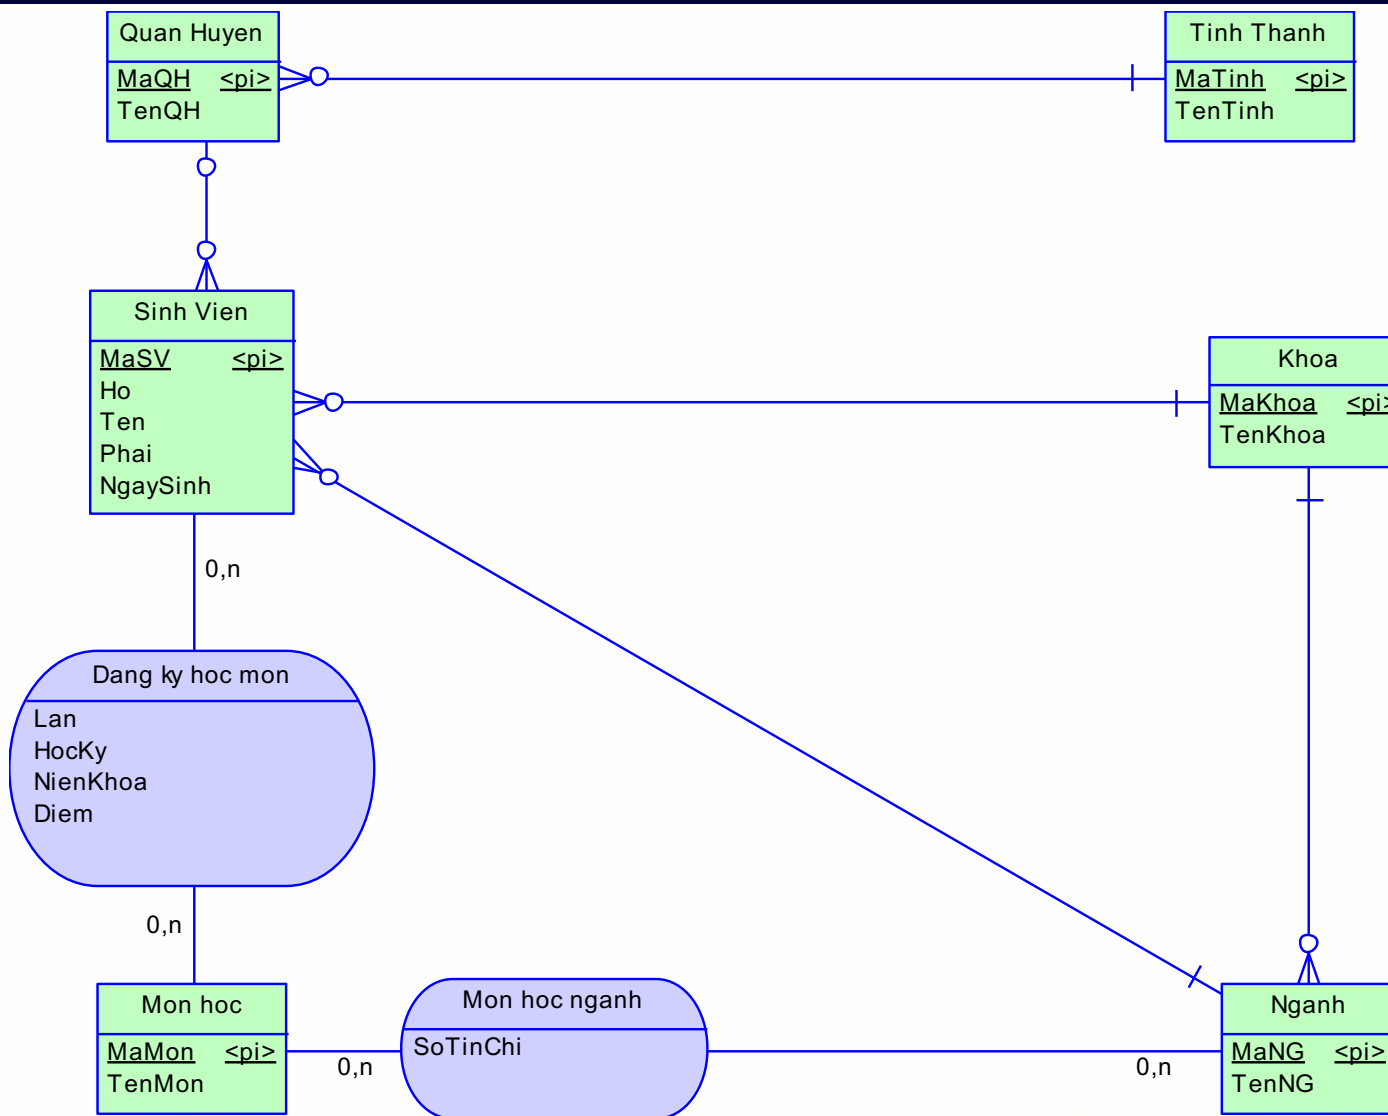 Quan Huyen
MaQH <pi>
TenQH
Tinh Thanh
MaTinh <pi>
TenTinh
Sinh Vien
MaSV <pi>
Ho
Ten
Phai
NgaySinh
Khoa
MaKhoa <pi>
TenKhoa
0,n
Dang ky hoc mon
Lan
HocKy
NienKhoa
Diem
0,n
Mon hoc
MaMon <pi>
TenMon
0,n
Mon hoc nganh
SoTinChi
0,n
Nganh
MaNG <pi>
TenNG